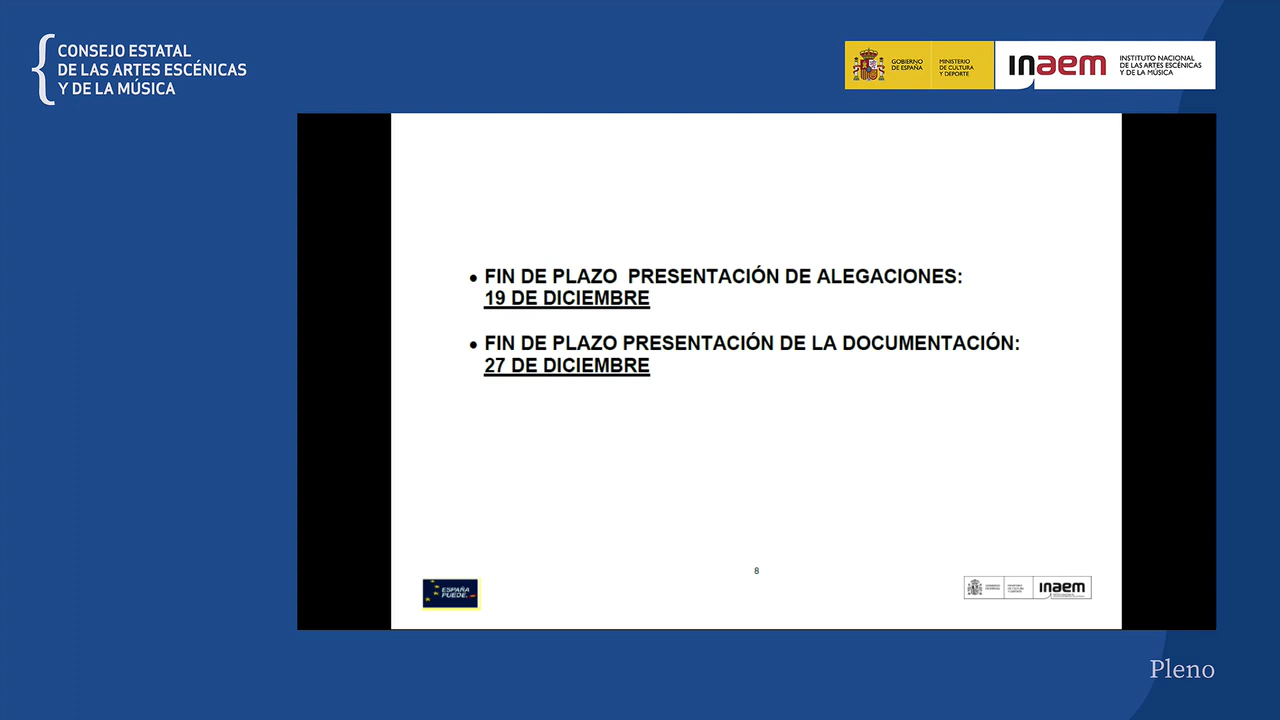 CONSEJO ESTATAL
DE LAS ARTES ESCÉNICAS
Y DE LA MÚSICA
GOBIERNO
DE ESPAÑA
MINISTERIO
DE CULTURA
Y DEPORTE
inaem
INSTITUTO NACIONAL
DE LAS ARTES ESCÉNICAS
Y DE LA MÚSICA
• FIN DE PLAZO  PRESENTACIÓN DE ALEGACIONES:
19 DE DICIEMBRE
• FIN DE PLAZO PRESENTACIÓN DE LA DOCUMENTACIÓN:
27 DE DICIEMBRE
8
ESPAÑA
PUEDE.
inaem
Pleno